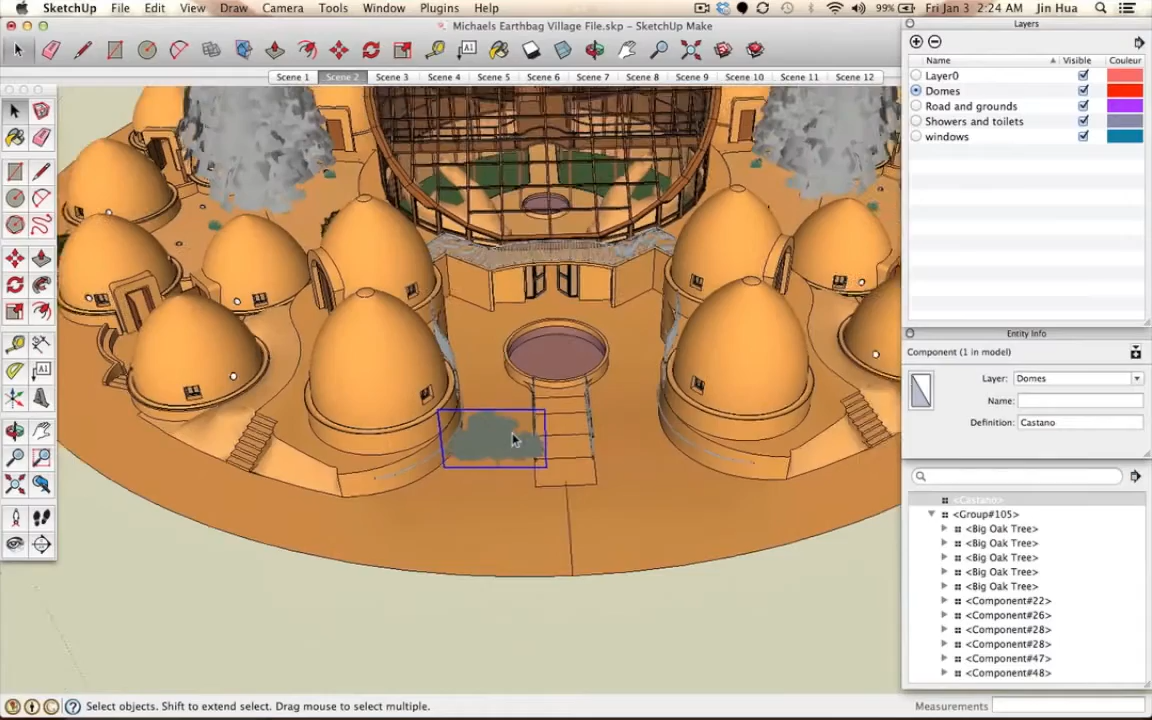 SketchUp File Edit View Draw Camera Tools Window Plugins Help 99% Fri Jan 3 2:24 AM Jin Hua
Michaels Earthbag Village File.skp - SketchUp Make
Scene 1 Scene 2 Scene 3 Scene 4 Scene 5 Scene 6 Scene 7 Scene 8 Scene 9 Scene 10 Scene 11 Scene 12
Layers
Name Visible Couleur
Layer0
Domes
Road and grounds
Showers and toilets
windows
Entity Info
Component (1 in model)
Layer: Domes
Name:
Definition: Castano
<Castano>
<Group#105>
<Big Oak Tree>
<Big Oak Tree>
<Big Oak Tree>
<Big Oak Tree>
<Big Oak Tree>
<Component#22>
<Component#26>
<Component#28>
<Component#28>
<Component#47>
<Component#48>
Select objects. Shift to extend select. Drag mouse to select multiple.
Measurements